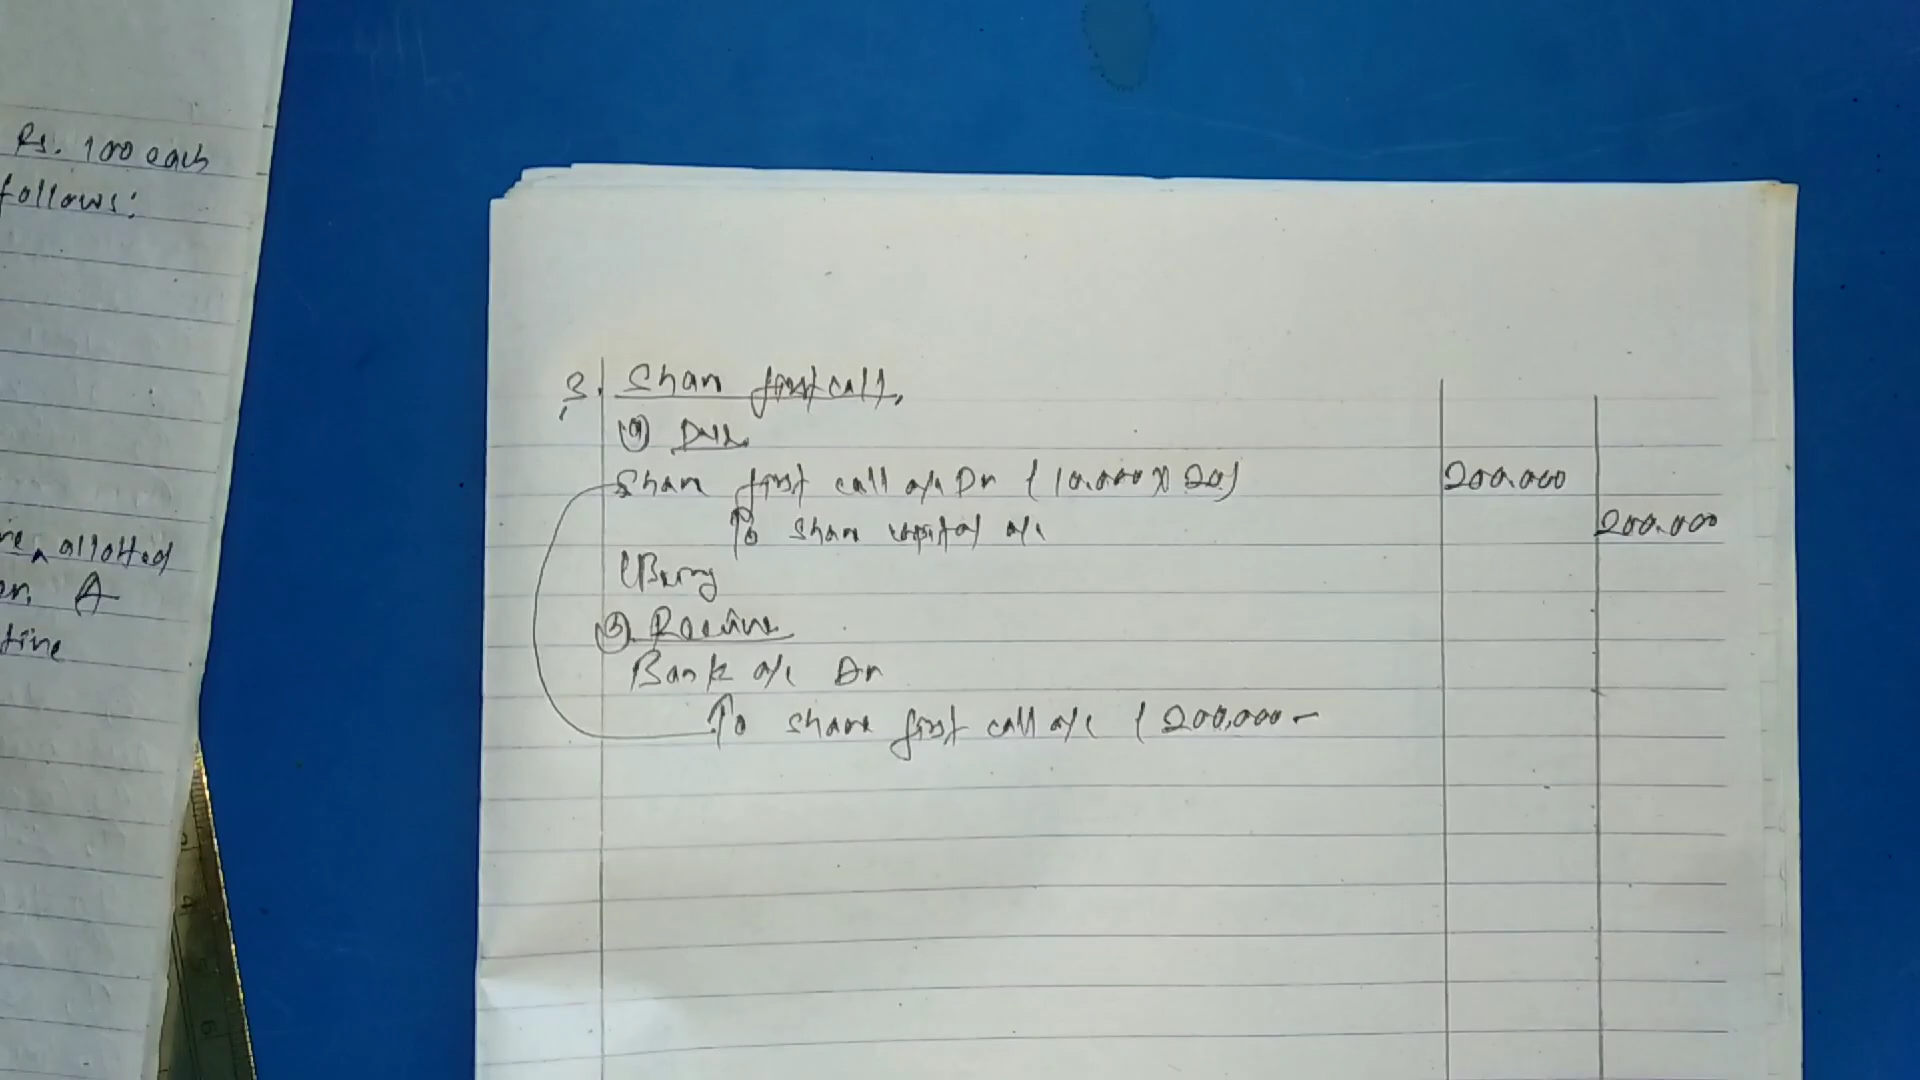 Rs. 100 each
follows:
allotted
A
3. Share first call,
(a) Due
Share first call a/c Dr (10,000 X 20) 200,000
To share capital a/c 200,000
(Being
(b). Receive
Bank a/c Dr
To share first call a/c (200,000 -